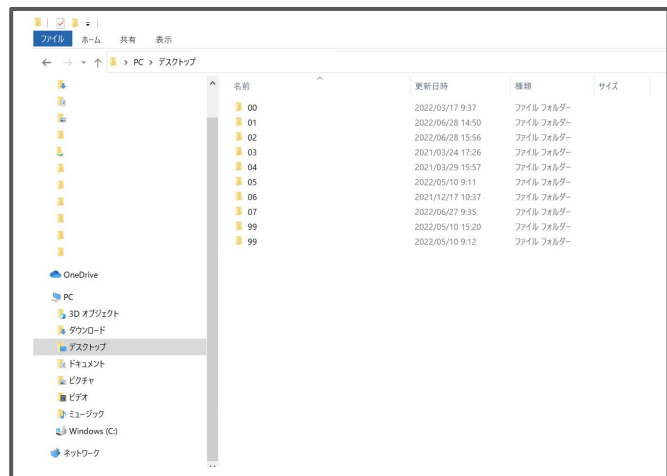 ファイル ホーム 共有 表示
PC > デスクトップ
名前 更新日時 種類 サイズ
00 2022/03/17 9:37 ファイル フォルダー
01 2022/06/28 14:50 ファイル フォルダー
02 2022/06/28 15:56 ファイル フォルダー
03 2021/03/24 17:26 ファイル フォルダー
04 2021/03/29 15:57 ファイル フォルダー
05 2022/05/10 9:11 ファイル フォルダー
06 2021/12/17 10:37 ファイル フォルダー
07 2022/06/27 9:35 ファイル フォルダー
99 2022/05/10 15:20 ファイル フォルダー
99 2022/05/10 9:12 ファイル フォルダー
OneDrive
PC
3D オブジェクト
ダウンロード
デスクトップ
ドキュメント
ピクチャ
ビデオ
ミュージック
Windows (C:)
ネットワーク